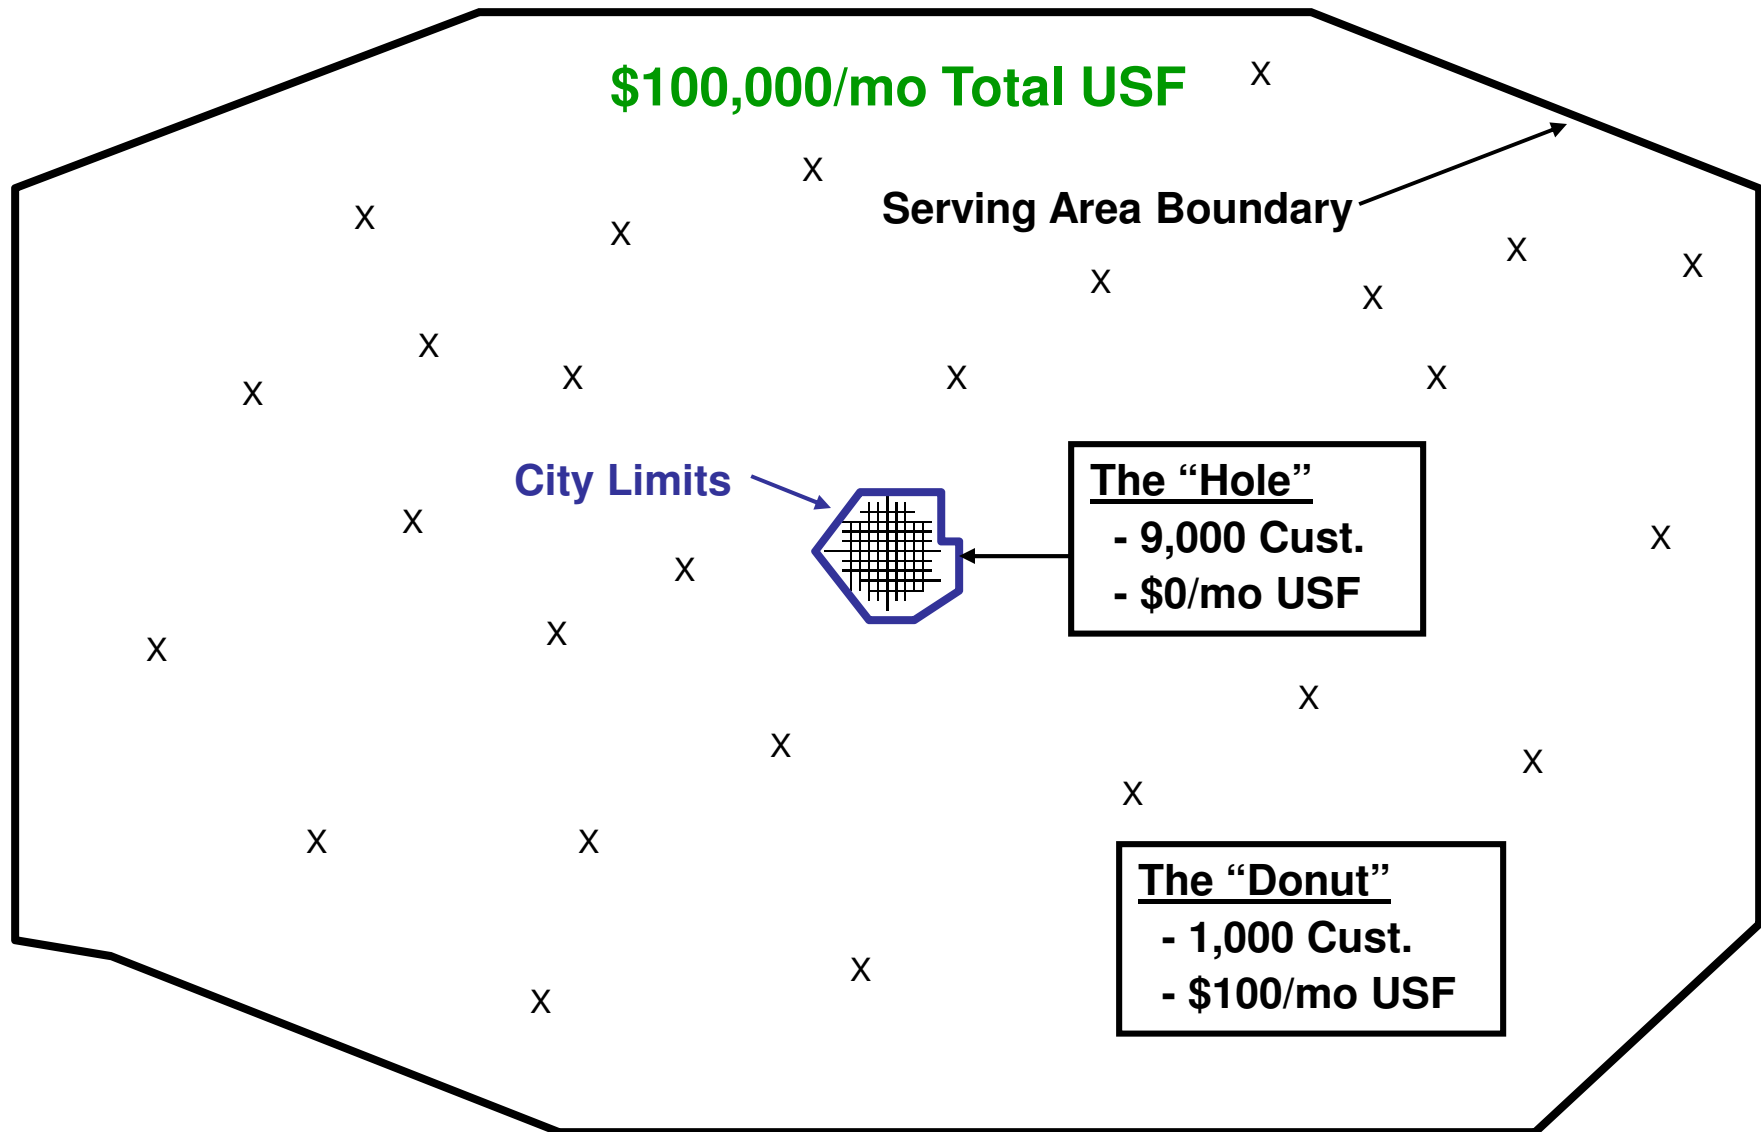 $100,000/mo Total USF
X
X
Serving Area Boundary
X
X
X
X
X
X
X
X
X
X
X
X
City Limits
The “Hole”
- 9,000 Cust.
- $0/mo USF
X
X
X
X
X
X
X
X
X
X
X
The “Donut”
- 1,000 Cust.
- $100/mo USF
X
X